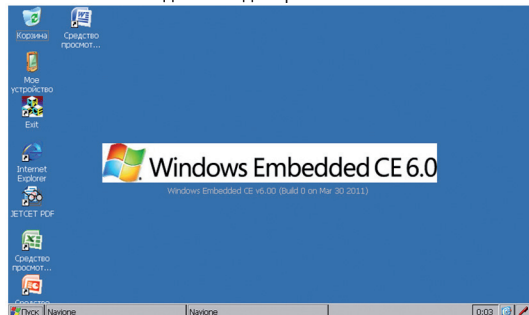 Корзина
Средство
просмот...
Мое
устройство
Exit
Internet
Explorer
JETCET PDF
Средство
просмот...
Средство
Windows Embedded CE 6.0
Windows Embedded CE v6.00 (Build 0 on Mar 30 2011)
Пуск
Navione
Navione
0:03